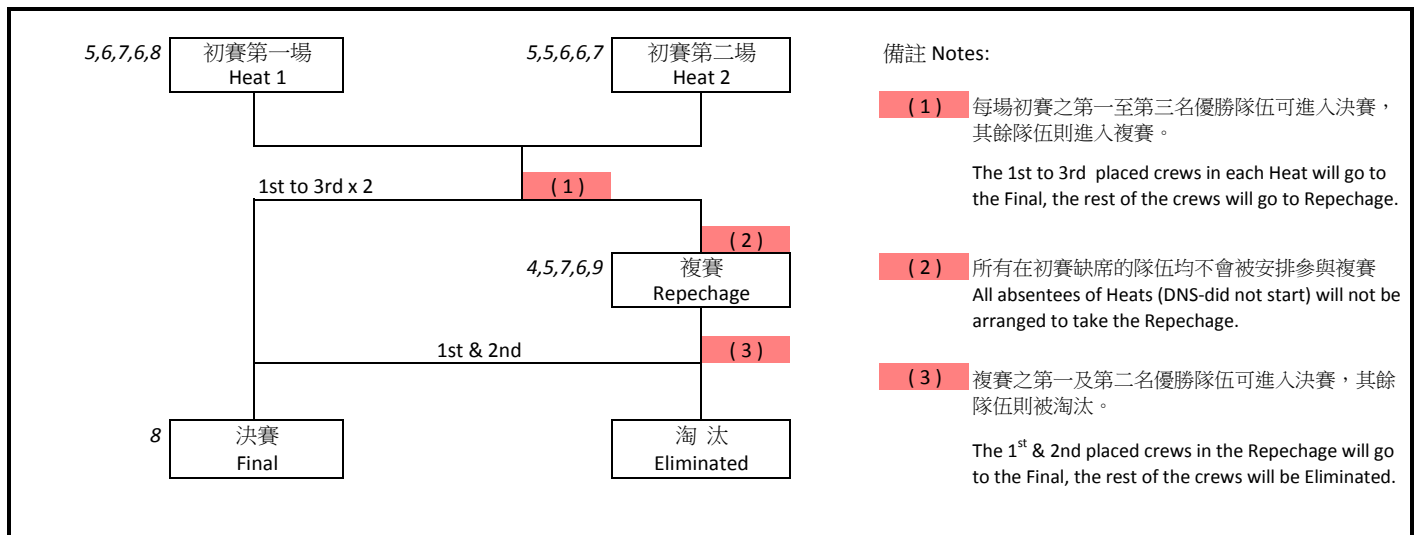 5,6,7,6,8
初賽第一場
Heat 1
5,5,6,6,7
初賽第二場
Heat 2
1st to 3rd x 2
( 1 )
( 2 )
4,5,7,6,9
複賽
Repechage
1st & 2nd
( 3 )
8
決賽
Final
淘 汰
Eliminated
備註 Notes:
( 1 ) 每場初賽之第一至第三名優勝隊伍可進入決賽，
其餘隊伍則進入複賽。
The 1st to 3rd placed crews in each Heat will go to
the Final, the rest of the crews will go to Repechage.
( 2 ) 所有在初賽缺席的隊伍均不會被安排參與複賽
All absentees of Heats (DNS-did not start) will not be
arranged to take the Repechage.
( 3 ) 複賽之第一及第二名優勝隊伍可進入決賽，其餘
隊伍則被淘汰。
The 1st & 2nd placed crews in the Repechage will go
to the Final, the rest of the crews will be Eliminated.